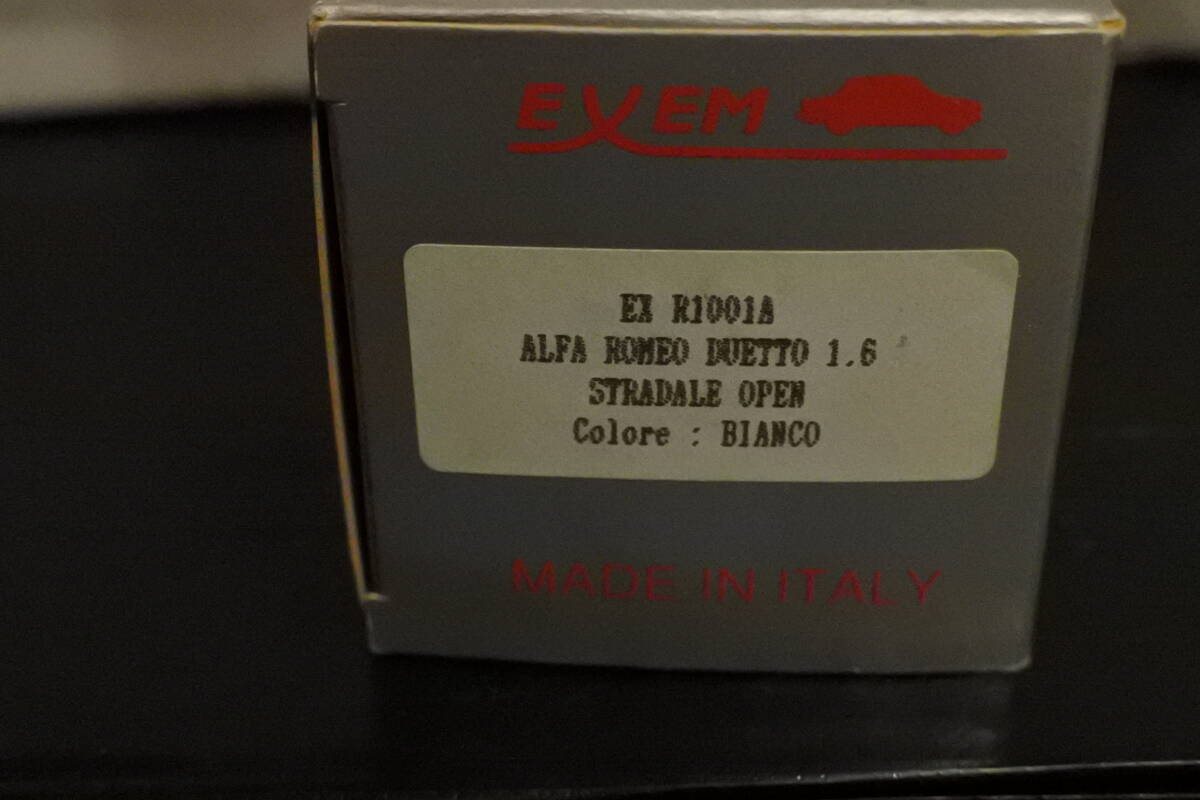 EXEM
EX R1001A
ALFA ROMEO DUETTO 1.6
STRADALE OPEN
Colore : BIANCO
MADE IN ITALY